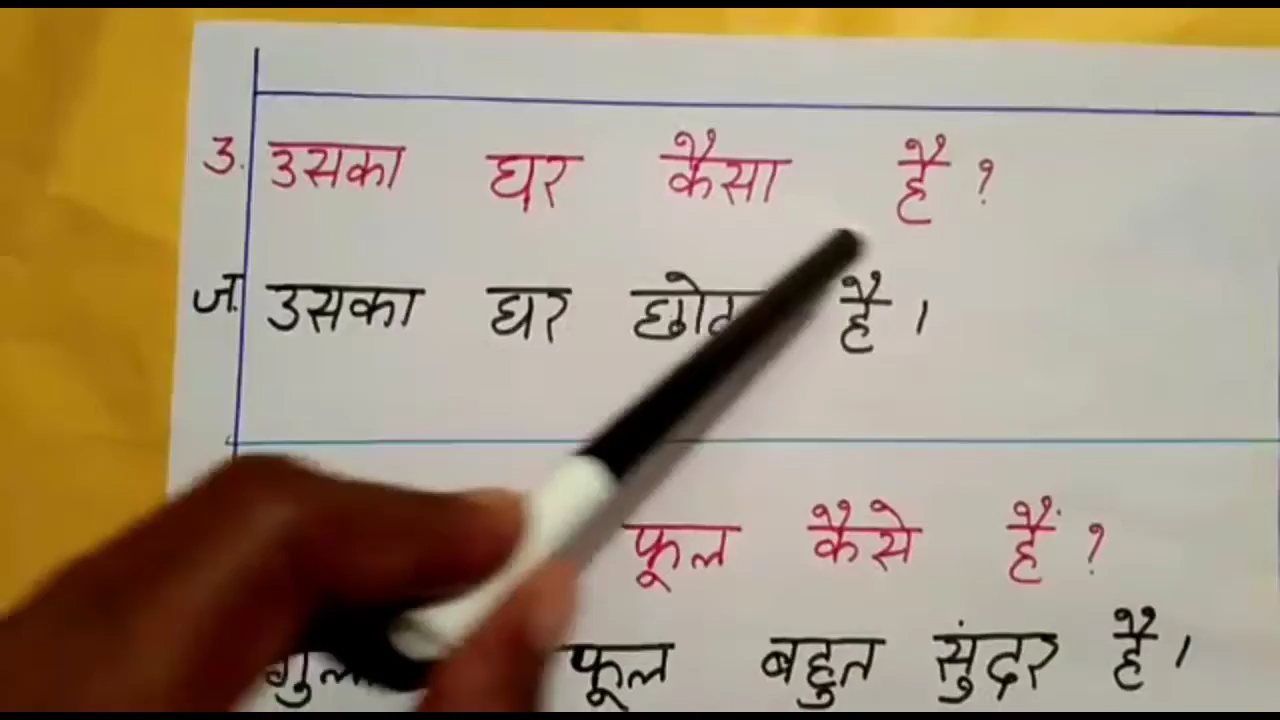 3. उसका घर कैसा है ?
ज. उसका घर है ।
फूल कैसे हैं ?
फूल बहुत सुंदर है ।